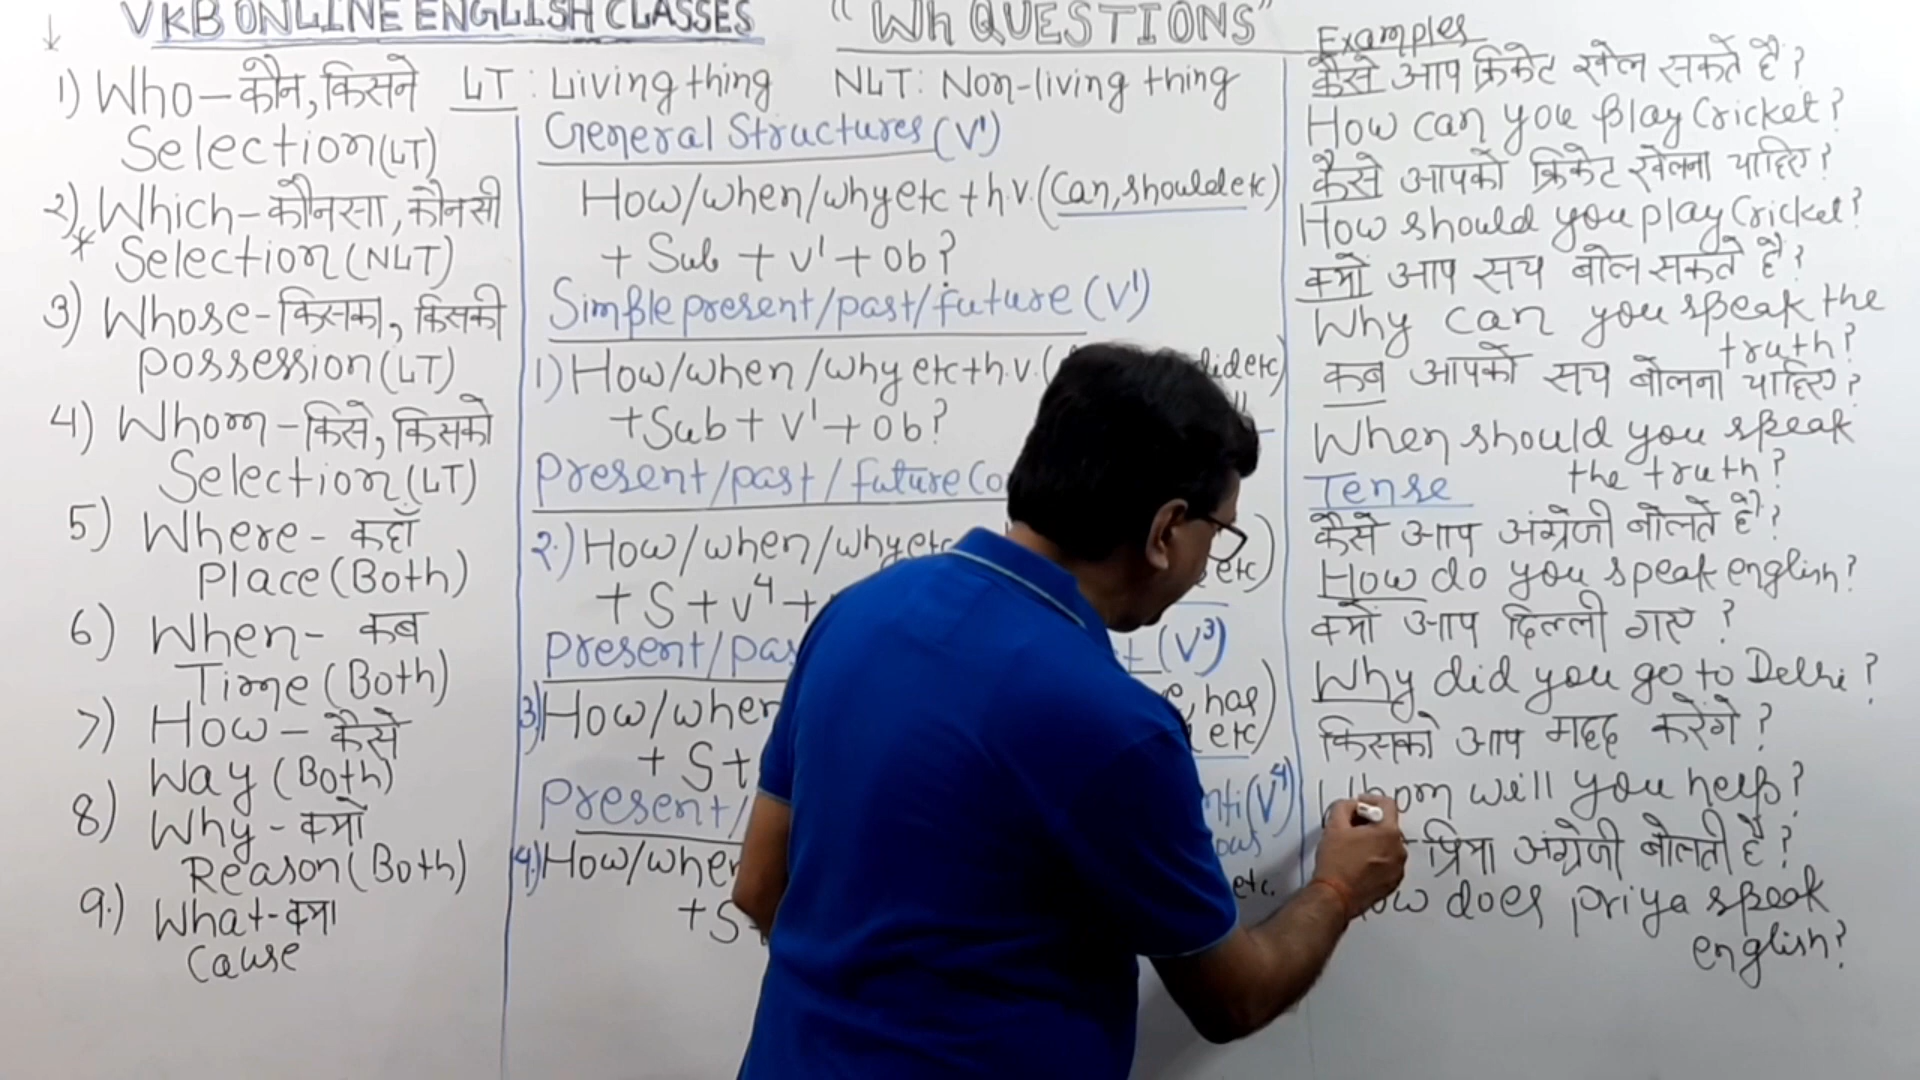 VKB ONLINE ENGLISH CLASSES
"Wh QUESTIONS"
1) Who - कौन, किसने
Selection (LT)
2) Which - कौनसा, कौनसी
* Selection (NLT)
3) Whose - किसका, किसकी
Possession (LT)
4) Whom - किसे, किसको
Selection (LT)
5) Where - कहाँ
Place (Both)
6) When - कब
Time (Both)
7) How - कैसे
Way (Both)
8) Why - क्यों
Reason (Both)
9.) What - क्या
Cause
LT : Living thing NLT : Non-living thing
General Structures (V¹)
How/when/why etc + h.v. (Can, should etc)
+ Sub + v¹ + ob?
Simple present/past/future (V¹)
1) How/when/why etc + h.v. ( did etc)
+ Sub + v¹ + ob?
Present/past/future
2.) How/when/why etc etc)
+ S + v⁴ +
Present/ (V³)
3) How/when has
+ S + etc)
Present/ (V⁴)
4.) How/when
+ S etc.
Examples
कैसे आप क्रिकेट खेल सकते हैं?
How can you play Cricket?
कैसे आपको क्रिकेट खेलना चाहिए?
How should you play Cricket?
क्यों आप सच बोल सकते हैं?
Why can you speak the
truth?
कब आपको सच बोलना चाहिए?
When should you speak
the truth?
Tense
कैसे आप अंग्रेजी बोलते हो?
How do you speak english?
क्यों आप दिल्ली गए?
Why did you go to Delhi?
किसको आप मदद करेंगे?
Whom will you help?
प्रिया अंग्रेजी बोलती है?
does priya speak
english?